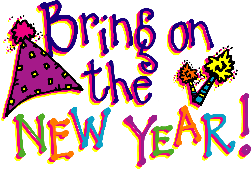 Bring on
the
NEW YEAR!